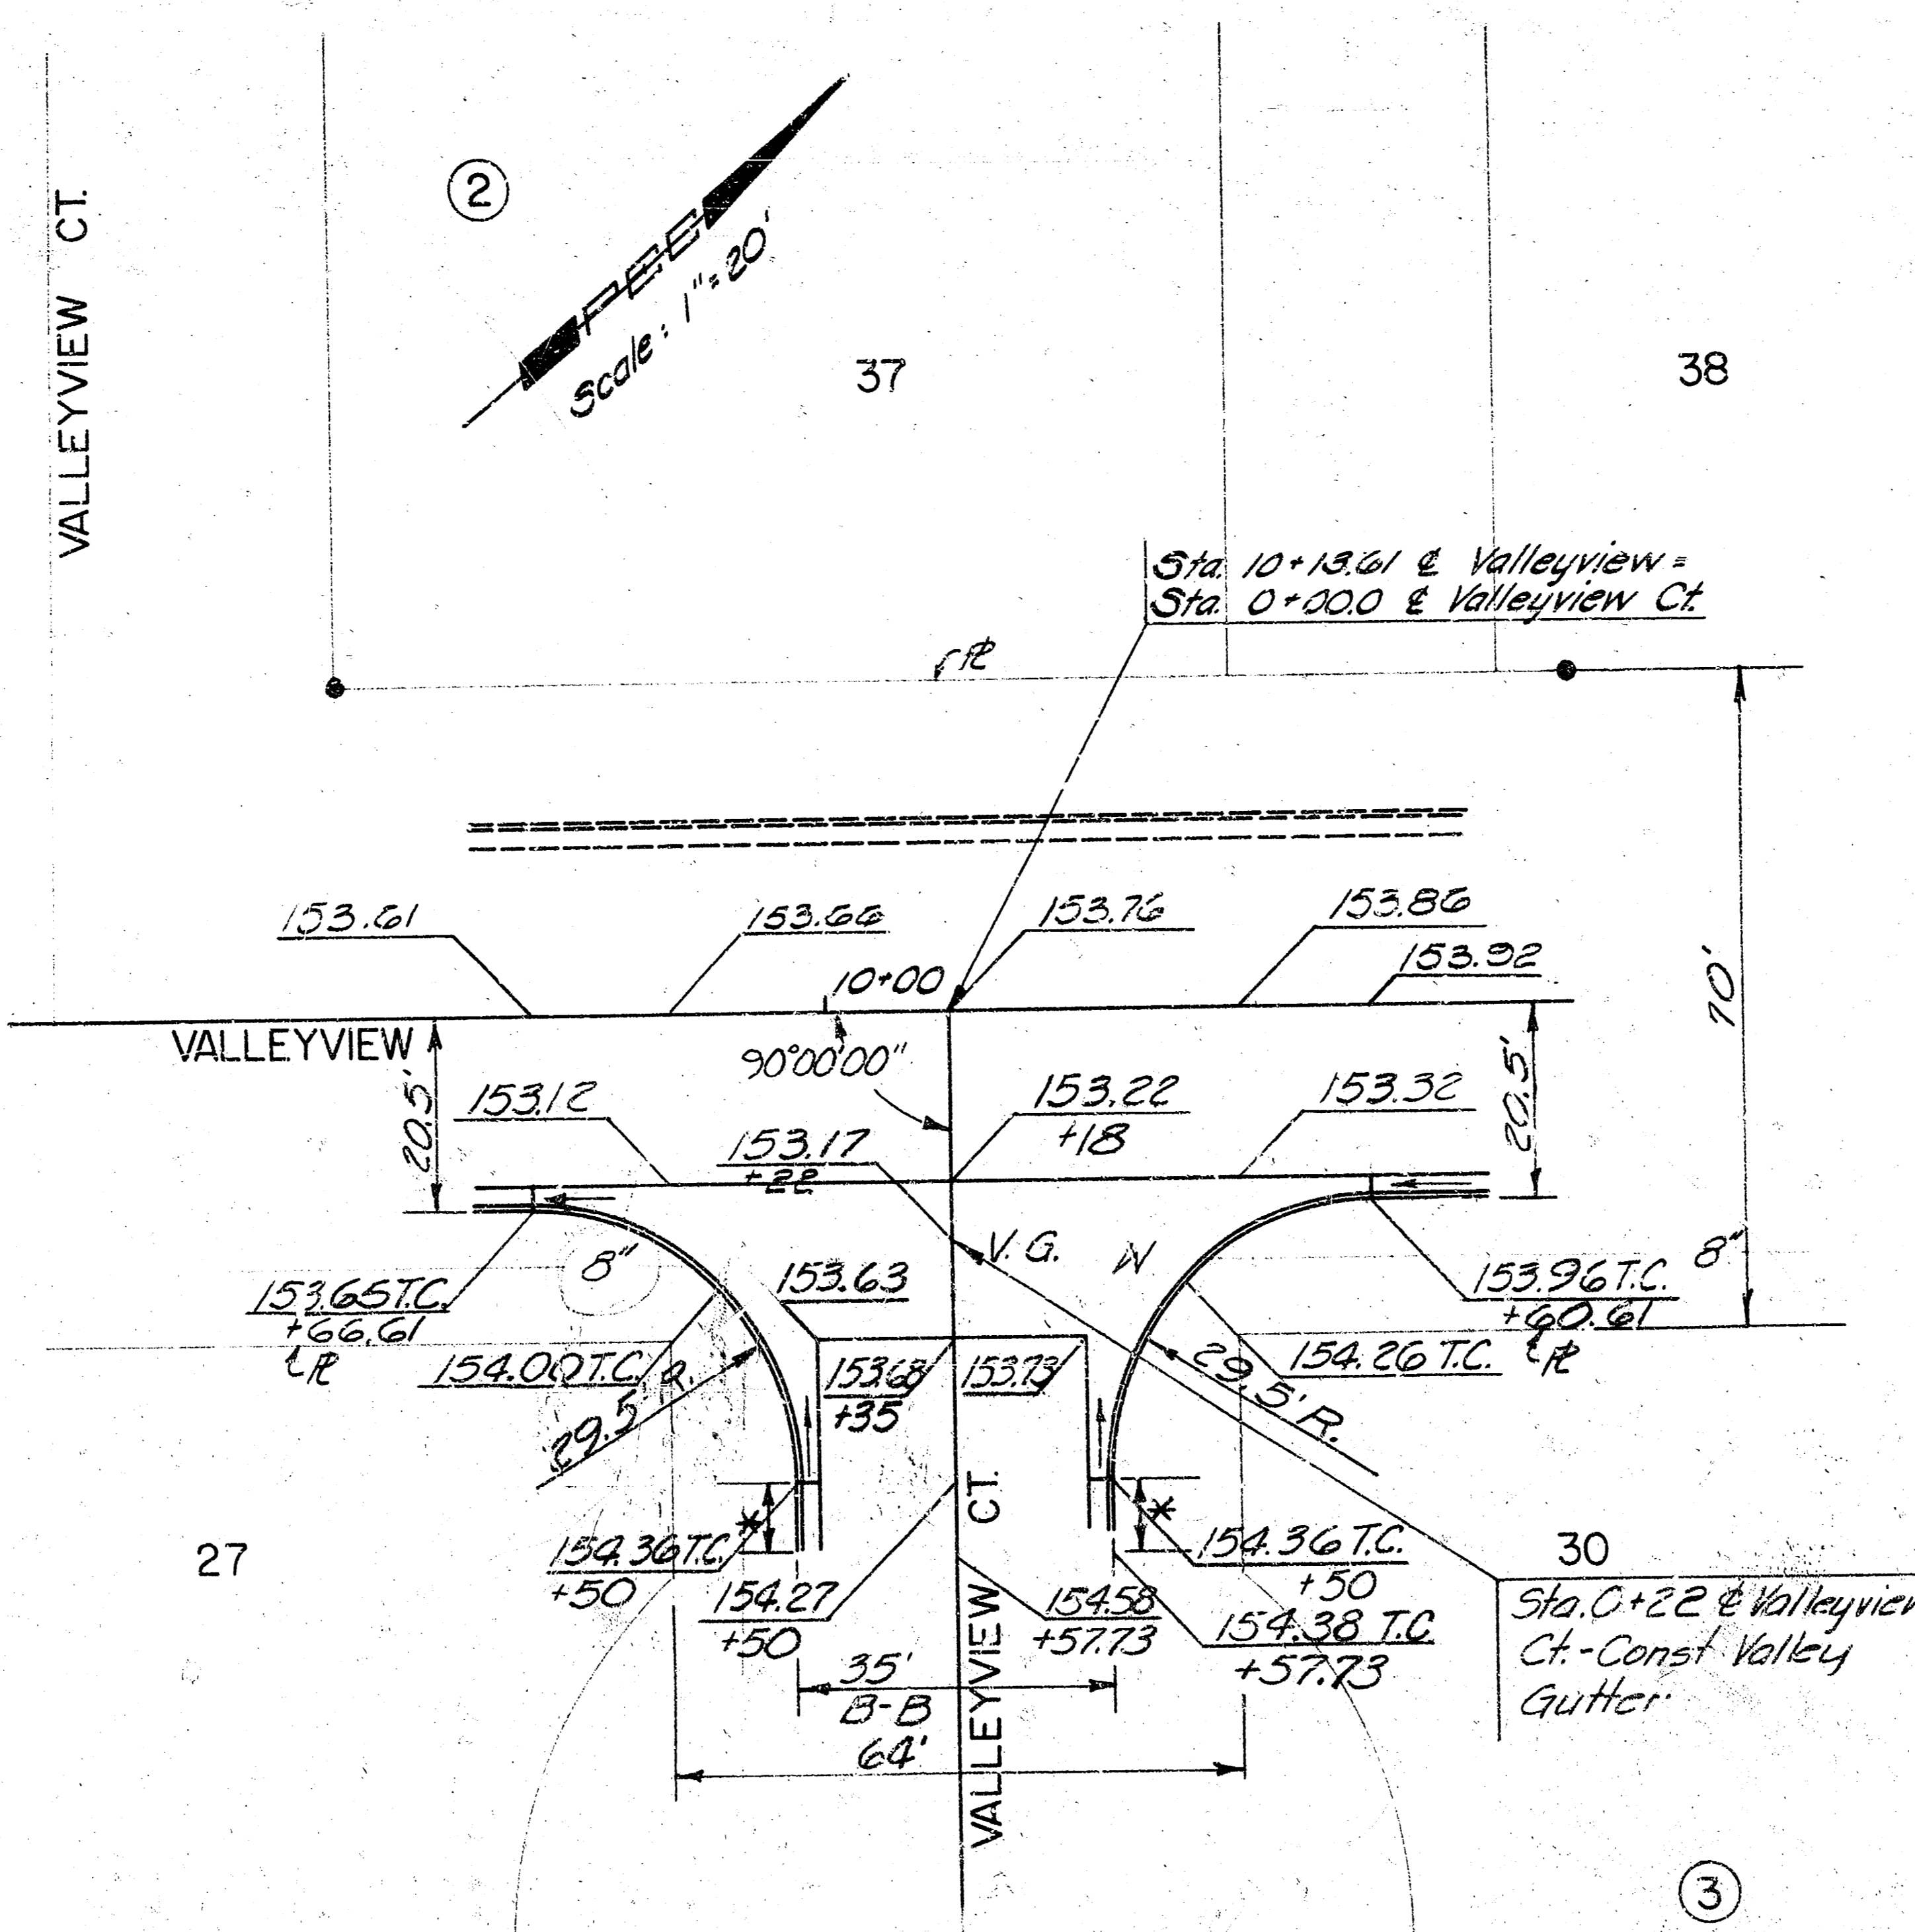 VALLEYVIEW CT.
2
Scale: 1"=20'
37
38
Sta. 10+13.61 ℄ Valleyview =
Sta. 0+00.0 ℄ Valleyview Ct.
℄
153.61
153.66
153.76
153.86
153.92
10+00
VALLEYVIEW
90°00'00"
70'
20.5'
20.5'
153.12
153.22
+18
153.32
153.17
+22
V.G.
W
8"
8"
153.63
153.65 T.C.
+66.61
153.96 T.C.
+60.61
154.00 T.C.
154.26 T.C.
29.5' R.
29.5' R.
153.68
+35
153.73
*
*
27
30
154.36 T.C.
+50
154.27
+50
154.58
+57.73
154.36 T.C.
+50
154.38 T.C.
+57.73
35'
B-B
64'
VALLEYVIEW CT.
Sta. 0+22 ℄ Valleyview
Ct.-Const Valley
Gutter.
3